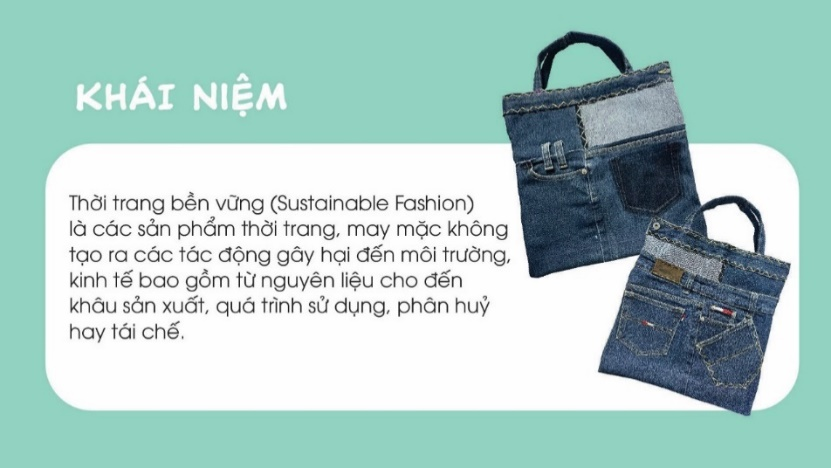 KHÁI NIỆM
Thời trang bền vững (Sustainable Fashion)
là các sản phẩm thời trang, may mặc không
tạo ra các tác động gây hại đến môi trường,
kinh tế bao gồm từ nguyên liệu cho đến
khâu sản xuất, quá trình sử dụng, phân huỷ
hay tái chế.